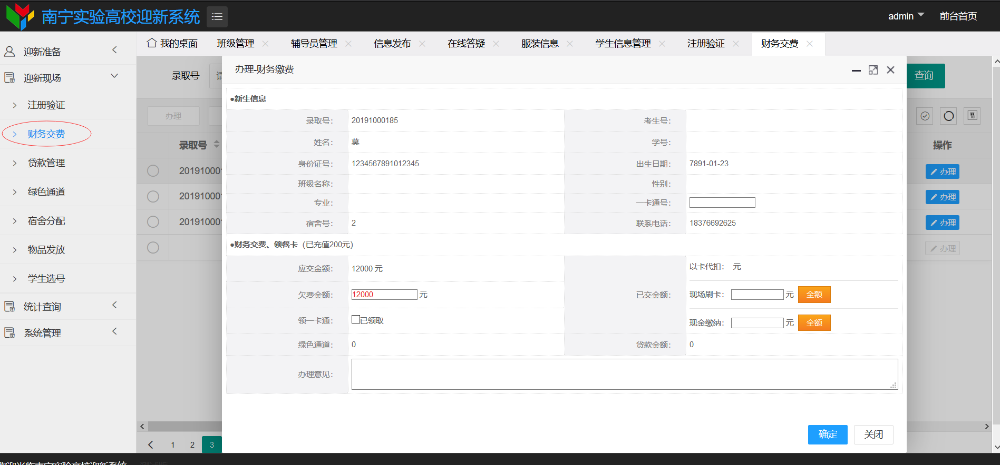 南宁实验高校迎新系统
admin
前台首页
迎新准备
迎新现场
注册验证
财务交费
贷款管理
绿色通道
宿舍分配
物品发放
学生选号
统计查询
系统管理
我的桌面 班级管理 辅导员管理 信息发布 在线答疑 服装信息 学生信息管理 注册验证 财务交费
录取号
查询
办理
录取号
操作
办理
办理
办理
办理
1 2 3
办理-财务缴费
●新生信息
录取号： 20191000185 考生号：
姓名： 莫 学号：
身份证号： 1234567891012345 出生日期： 7891-01-23
班级名称： 性别：
专业： 一卡通号：
宿舍号： 2 联系电话： 18376692625
●财务交费、领餐卡（已充值200元）
应交金额： 12000 元
以卡代扣： 元
欠费金额： 12000 元
已交金额： 现场刷卡： 元 全额
领一卡通： 已领取
现金缴纳： 元 全额
绿色通道： 0 贷款金额： 0
办理意见：
确定 关闭